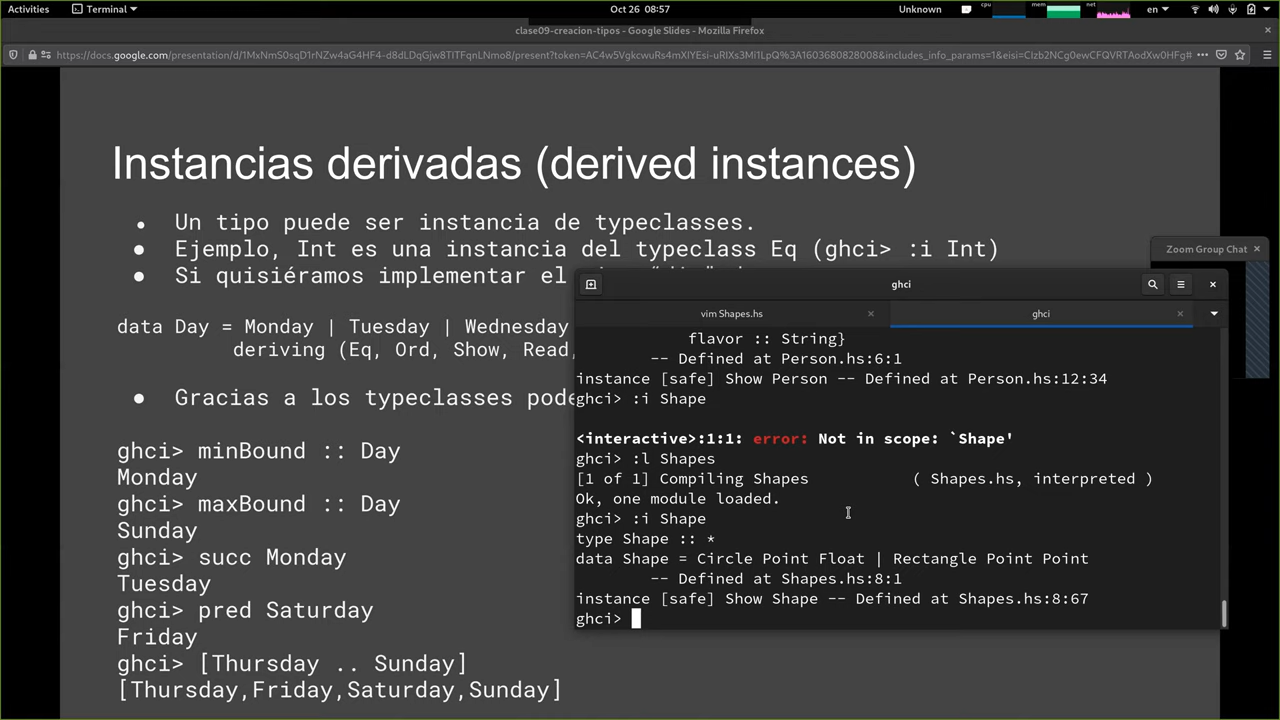 Activities
Terminal
Oct 26 08:57
Unknown
cpu
mem
net
en
clase09-creacion-tipos - Google Slides - Mozilla Firefox
Instancias derivadas (derived instances)
● Un tipo puede ser instancia de typeclasses.
● Ejemplo, Int es una instancia del typeclass Eq (ghci> :i Int)
● Si quisiéramos implementar el
data Day = Monday | Tuesday | Wednesday
deriving (Eq, Ord, Show, Read,
● Gracias a los typeclasses pode
ghci> minBound :: Day
Monday
ghci> maxBound :: Day
Sunday
ghci> succ Monday
Tuesday
ghci> pred Saturday
Friday
ghci> [Thursday .. Sunday]
[Thursday,Friday,Saturday,Sunday]
Zoom Group Chat
ghci
vim Shapes.hs
ghci
flavor :: String}
-- Defined at Person.hs:6:1
instance [safe] Show Person -- Defined at Person.hs:12:34
ghci> :i Shape
<interactive>:1:1: error: Not in scope: `Shape'
ghci> :l Shapes
[1 of 1] Compiling Shapes ( Shapes.hs, interpreted )
Ok, one module loaded.
ghci> :i Shape
type Shape :: *
data Shape = Circle Point Float | Rectangle Point Point
-- Defined at Shapes.hs:8:1
instance [safe] Show Shape -- Defined at Shapes.hs:8:67
ghci>